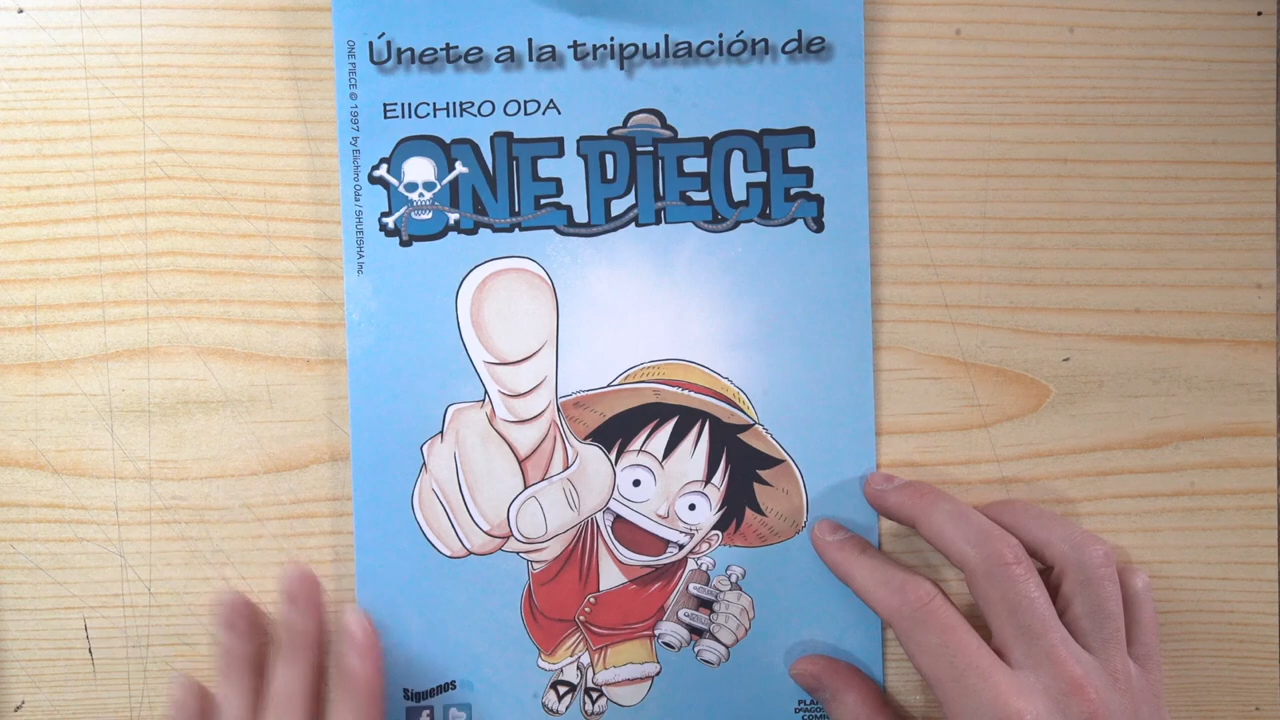 Únete a la tripulación de
EIICHIRO ODA
ONE PIECE
ONE PIECE © 1997 by Eiichiro Oda / SHUEISHA Inc.
Síguenos